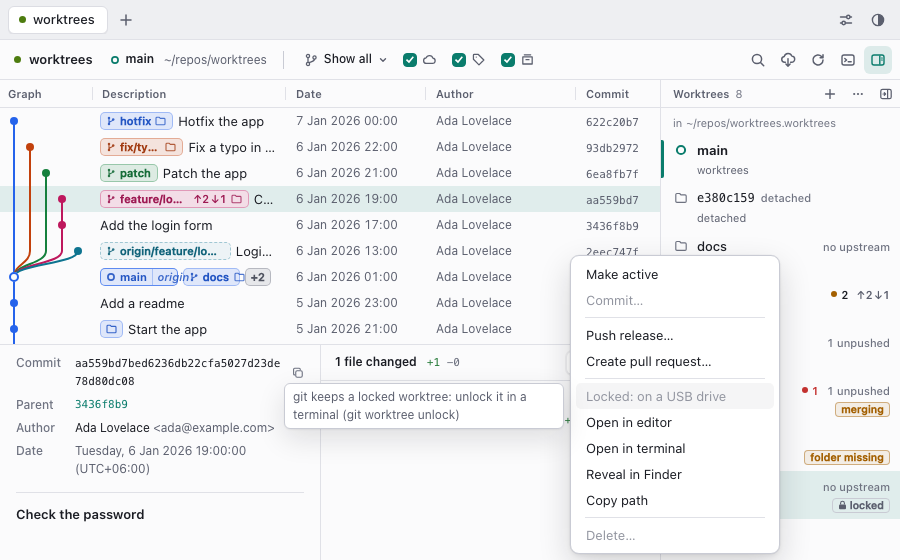 worktrees
worktrees main ~/repos/worktrees Show all
Graph Description Date Author Commit
hotfix Hotfix the app 7 Jan 2026 00:00 Ada Lovelace 622c20b7
fix/ty... Fix a typo in ... 6 Jan 2026 22:00 Ada Lovelace 93db2972
patch Patch the app 6 Jan 2026 21:00 Ada Lovelace 6ea8fb7f
feature/lo... ↑2↓1 C... 6 Jan 2026 19:00 Ada Lovelace aa559bd7
Add the login form 6 Jan 2026 17:00 Ada Lovelace 3436f8b9
origin/feature/lo... Logi... 6 Jan 2026 13:00 Ada Lovelace 2eec747f
main origin docs +2 6 Jan 2026 01:00 Ada Lovelace
Add a readme 5 Jan 2026 23:00 Ada Lovelace
Start the app 5 Jan 2026 21:00 Ada Lovelace
Worktrees 8
in ~/repos/worktrees.worktrees
main
worktrees
e380c159 detached
detached
docs no upstream
2 ↑2↓1
1 unpushed
1 1 unpushed
merging
folder missing
no upstream
locked
Make active
Commit...
Push release...
Create pull request...
Locked: on a USB drive
Open in editor
Open in terminal
Reveal in Finder
Copy path
Delete...
Commit aa559bd7bed6236db22cfa5027d23de
78d80dc08
Parent 3436f8b9
Author Ada Lovelace <ada@example.com>
Date Tuesday, 6 Jan 2026 19:00:00
(UTC+06:00)
Check the password
1 file changed +1 −0
git keeps a locked worktree: unlock it in a
terminal (git worktree unlock)
+